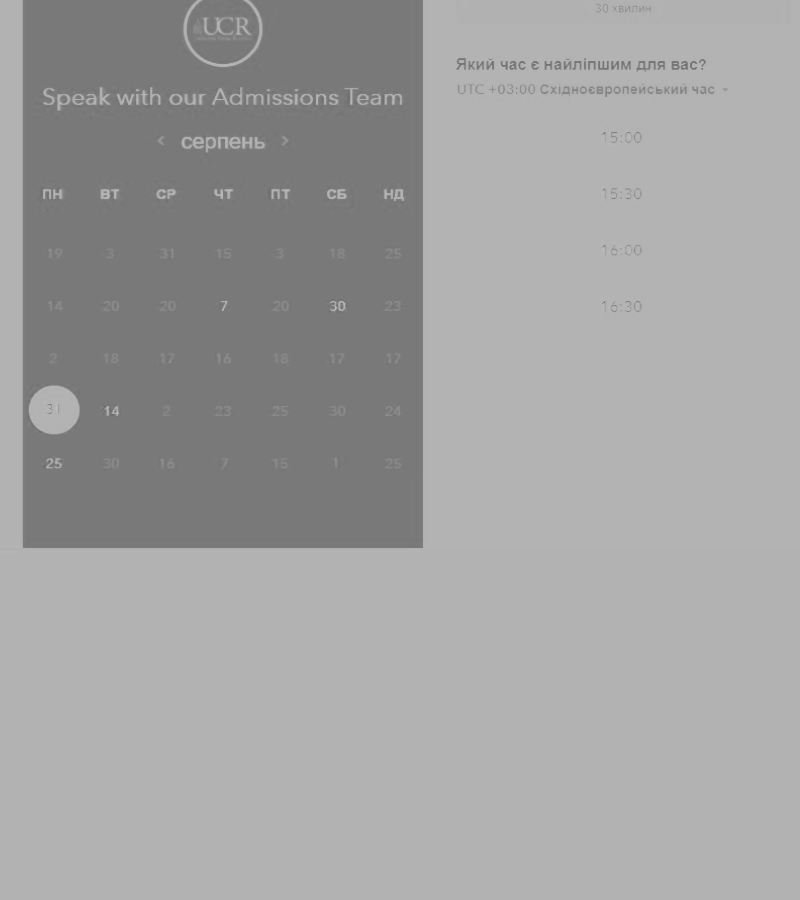 UCR
Speak with our Admissions Team
< серпень >
ПН ВТ СР ЧТ ПТ СБ НД
19 3 31 15 3 18 25
14 20 20 7 20 30 23
2 18 17 16 18 17 17
31 14 2 23 25 30 24
25 30 16 7 15 1 25
30 хвилин
Який час є найліпшим для вас?
UTC +03:00 Східноєвропейський час
15:00
15:30
16:00
16:30